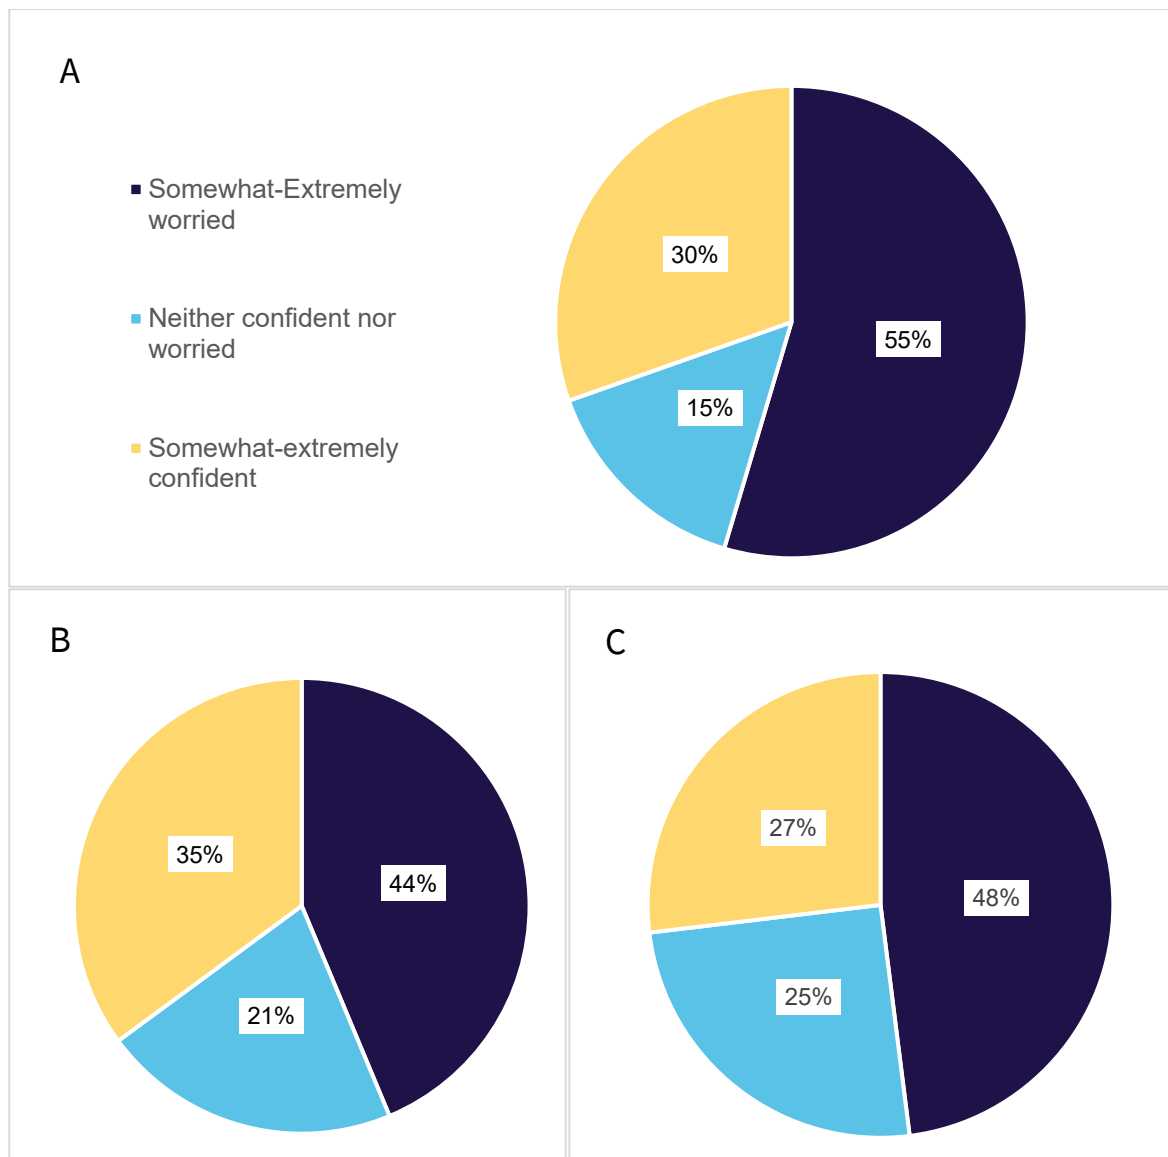 A
Somewhat-Extremely
worried
Neither confident nor
worried
Somewhat-extremely
confident
30%
55%
15%
B
35%
44%
21%
C
27%
48%
25%